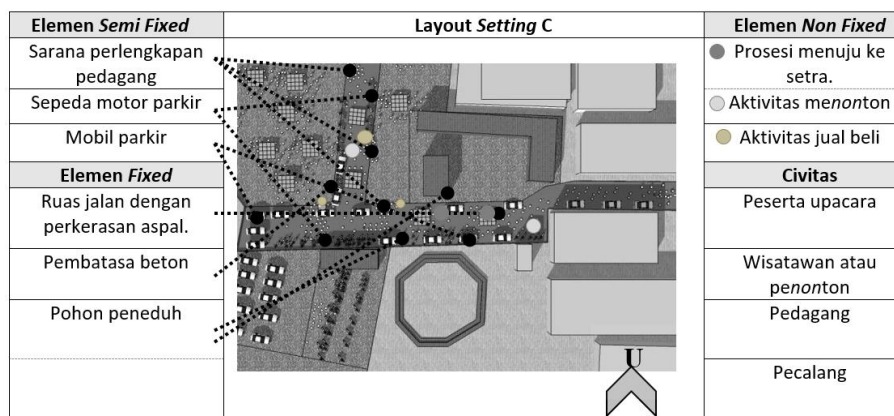 Elemen Semi Fixed
Sarana perlengkapan
pedagang
Sepeda motor parkir
Mobil parkir
Elemen Fixed
Ruas jalan dengan
perkerasan aspal.
Pembatasa beton
Pohon peneduh
Layout Setting C
U
Elemen Non Fixed
Prosesi menuju ke
setra.
Aktivitas menonton
Aktivitas jual beli
Civitas
Peserta upacara
Wisatawan atau
penonton
Pedagang
Pecalang